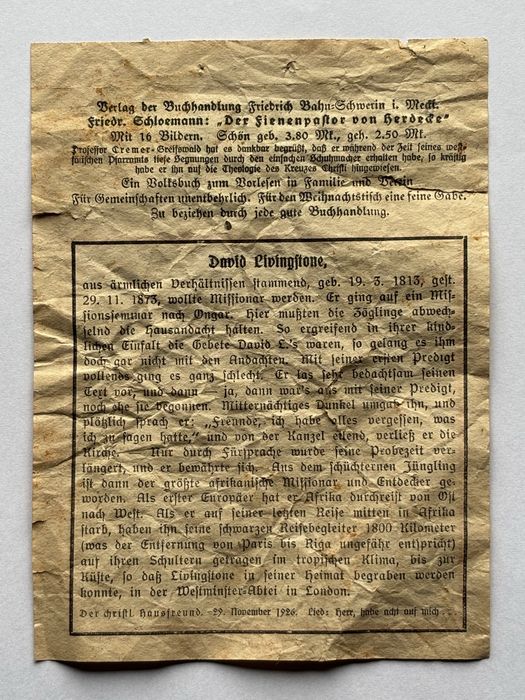 Verlag der Buchhandlung Friedrich Bahn-Schwerin i. Meckl.
Friedr. Schloemann: „Der Fienenpastor von Herdecke“
Mit 16 Bildern. Schön geb. 3.80 Mk., geh. 2.50 Mk.
Professor Cremer-Greifswald hat es dankbar begrüßt, daß er während der Zeit seines west-
fälischen Pfarramts tiefe Segnungen durch den einfachen Schuhmacher erhalten habe, so kräftig
habe er ihn auf die Theologie des Kreuzes Christi hingewiesen.
Ein Volksbuch zum Vorlesen in Familie und Verein
Für Gemeinschaften unentbehrlich. Für den Weihnachtstisch eine feine Gabe.
Zu beziehen durch jede gute Buchhandlung.
David Livingstone,
aus ärmlichen Verhältnissen stammend, geb. 19. 3. 1813, gest.
29. 11. 1873, wollte Missionar werden. Er ging auf ein Mis-
sionsseminar nach Ongar. Hier mußten die Zöglinge abwech-
selnd die Hausandacht halten. So ergreifend in ihrer kind-
lichen Einfalt die Gebete David L.'s waren, so gelang es ihm
doch gar nicht mit den Andachten. Mit seiner ersten Predigt
vollends ging es ganz schlecht. Er las sehr bedachtsam seinen
Text vor, und dann — ja, dann war's aus mit seiner Predigt,
noch ehe sie begonnen. Mitternächtiges Dunkel umgab ihn, und
plötzlich sprach er: „Freunde, ich habe alles vergessen, was
ich zu sagen hatte,“ und von der Kanzel eilend, verließ er die
Kirche. — Nur durch Fürsprache wurde seine Probezeit ver-
längert, und er bewährte sich. Aus dem schüchternen Jüngling
ist dann der größte afrikanische Missionar und Entdecker ge-
worden. Als erster Europäer hat er Afrika durchreist von Ost
nach West. Als er auf seiner letzten Reise mitten in Afrika
starb, haben ihn seine schwarzen Reisebegleiter 1800 Kilometer
(was der Entfernung von Paris bis Riga ungefähr entspricht)
auf ihren Schultern getragen im tropischen Klima, bis zur
Küste, so daß Livingstone in seiner Heimat begraben werden
konnte, in der Westminster-Abtei in London.
Der christl. Hausfreund. - 29. November 1926. Lied: Herr, habe acht auf mich . . .